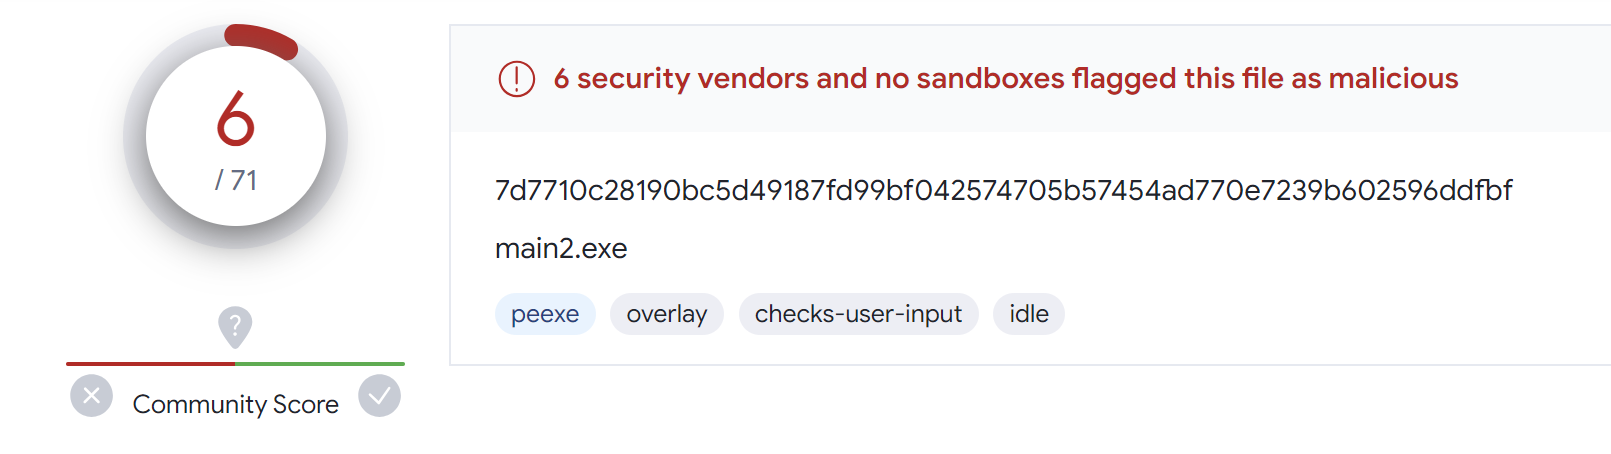 6
/ 71
?
Community Score
6 security vendors and no sandboxes flagged this file as malicious
7d7710c28190bc5d49187fd99bf042574705b57454ad770e7239b602596ddfbf
main2.exe
peexe overlay checks-user-input idle